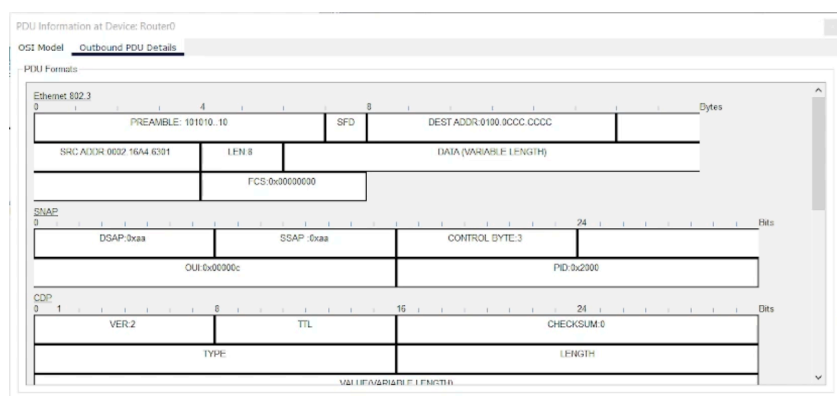 PDU Information at Device: Router0
OSI Model Outbound PDU Details
PDU Formats
Ethernet 802.3
0 4 8 Bytes
PREAMBLE: 101010..10 SFD DEST ADDR:0100.0CCC.CCCC
SRC ADDR:0002.16A4.6301 LEN:8 DATA (VARIABLE LENGTH)
FCS:0x00000000
SNAP
0 24 Bits
DSAP:0xaa SSAP :0xaa CONTROL BYTE:3
OUI:0x00000c PID:0x2000
CDP
0 1 8 16 24 Bits
VER:2 TTL CHECKSUM:0
TYPE LENGTH
VALUE(VARIABLE LENGTH)